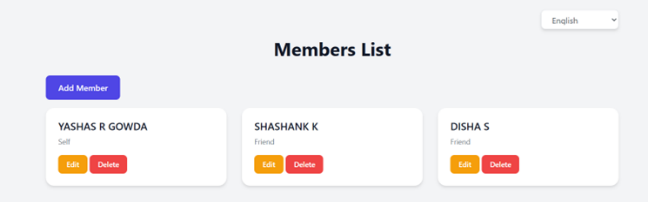 English
Members List
Add Member
YASHAS R GOWDA
Self
Edit Delete
SHASHANK K
Friend
Edit Delete
DISHA S
Friend
Edit Delete